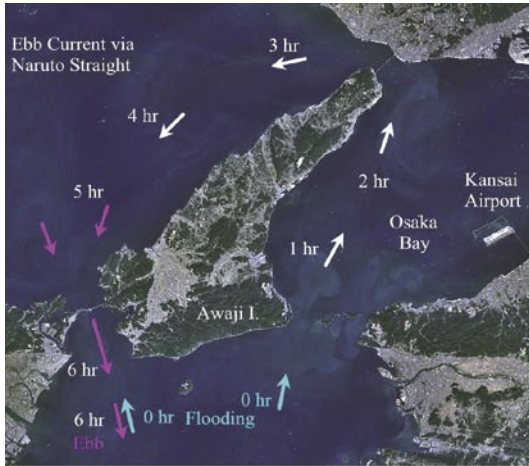 Ebb Current via
Naruto Straight
3 hr
4 hr
2 hr
Kansai
Airport
5 hr
Osaka
Bay
1 hr
Awaji I.
6 hr
0 hr
6 hr
0 hr Flooding
Ebb